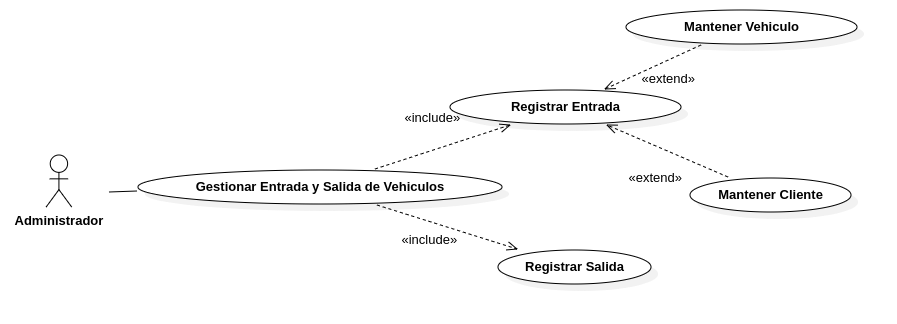 Mantener Vehiculo
«extend»
Registrar Entrada
«include»
«extend»
Gestionar Entrada y Salida de Vehiculos
Mantener Cliente
Administrador
«include»
Registrar Salida